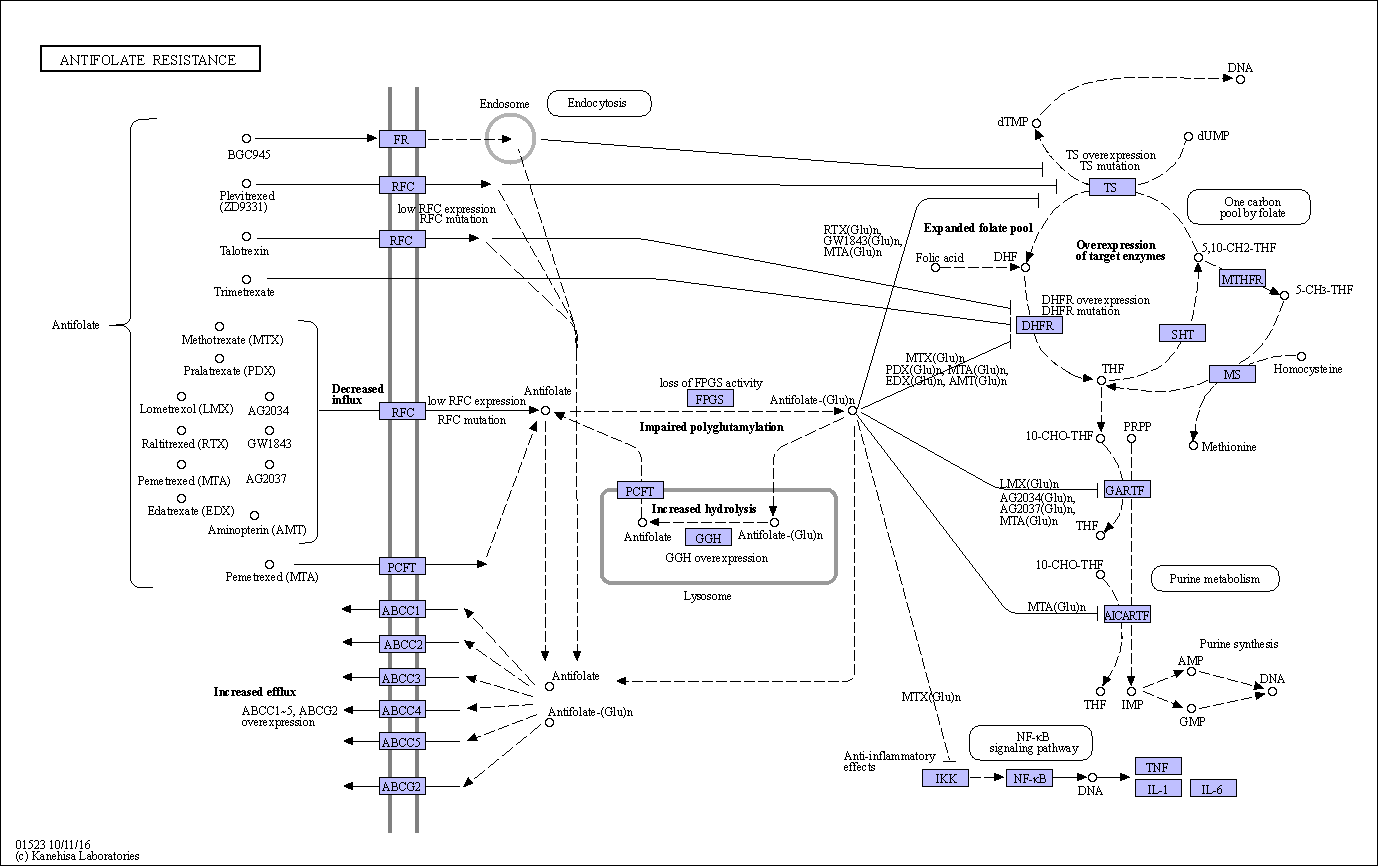 ANTIFOLATE RESISTANCE
DNA
Endosome
Endocytosis
dTMP
dUMP
BGC945
FR
TS overexpression
TS mutation
Plevitrexed
(ZD9331)
RFC
TS
low RFC expression
RFC mutation
One carbon
pool by folate
RTX(Glu)n,
GW1843(Glu)n,
MTA(Glu)n
Expanded folate pool
Talotrexin
RFC
Overexpression
of target enzymes
5,10-CH2-THF
Folic acid
DHF
MTHFR
Trimetrexate
5-CH3-THF
DHFR overexpression
DHFR mutation
Antifolate
DHFR
SHT
Methotrexate (MTX)
MTX(Glu)n
PDX(Glu)n, MTA(Glu)n
EDX(Glu)n, AMT(Glu)n
Pralatrexate (PDX)
THF
MS
Homocysteine
Decreased
influx
loss of FPGS activity
FPGS
Antifolate
Antifolate-(Glu)n
Lometrexol (LMX)
AG2034
RFC
low RFC expression
RFC mutation
Impaired polyglutamylation
Raltitrexed (RTX)
GW1843
10-CHO-THF
PRPP
Methionine
Pemetrexed (MTA)
AG2037
Edatrexate (EDX)
PCFT
LMX(Glu)n
AG2034(Glu)n,
AG2037(Glu)n,
MTA(Glu)n
GARTF
Increased hydrolysis
Aminopterin (AMT)
Antifolate
GGH
Antifolate-(Glu)n
THF
GGH overexpression
Pemetrexed (MTA)
PCFT
10-CHO-THF
Purine metabolism
Lysosome
ABCC1
MTA(Glu)n
AICARTF
ABCC2
Purine synthesis
ABCC3
Antifolate
AMP
DNA
Increased efflux
ABCC1~5, ABCG2
overexpression
ABCC4
Antifolate-(Glu)n
MTX(Glu)n
THF
IMP
GMP
ABCC5
NF-κB
signaling pathway
Anti-inflammatory
effects
ABCG2
IKK
NF-κB
DNA
TNF
IL-1
IL-6
01523 10/11/16
(c) Kanehisa Laboratories